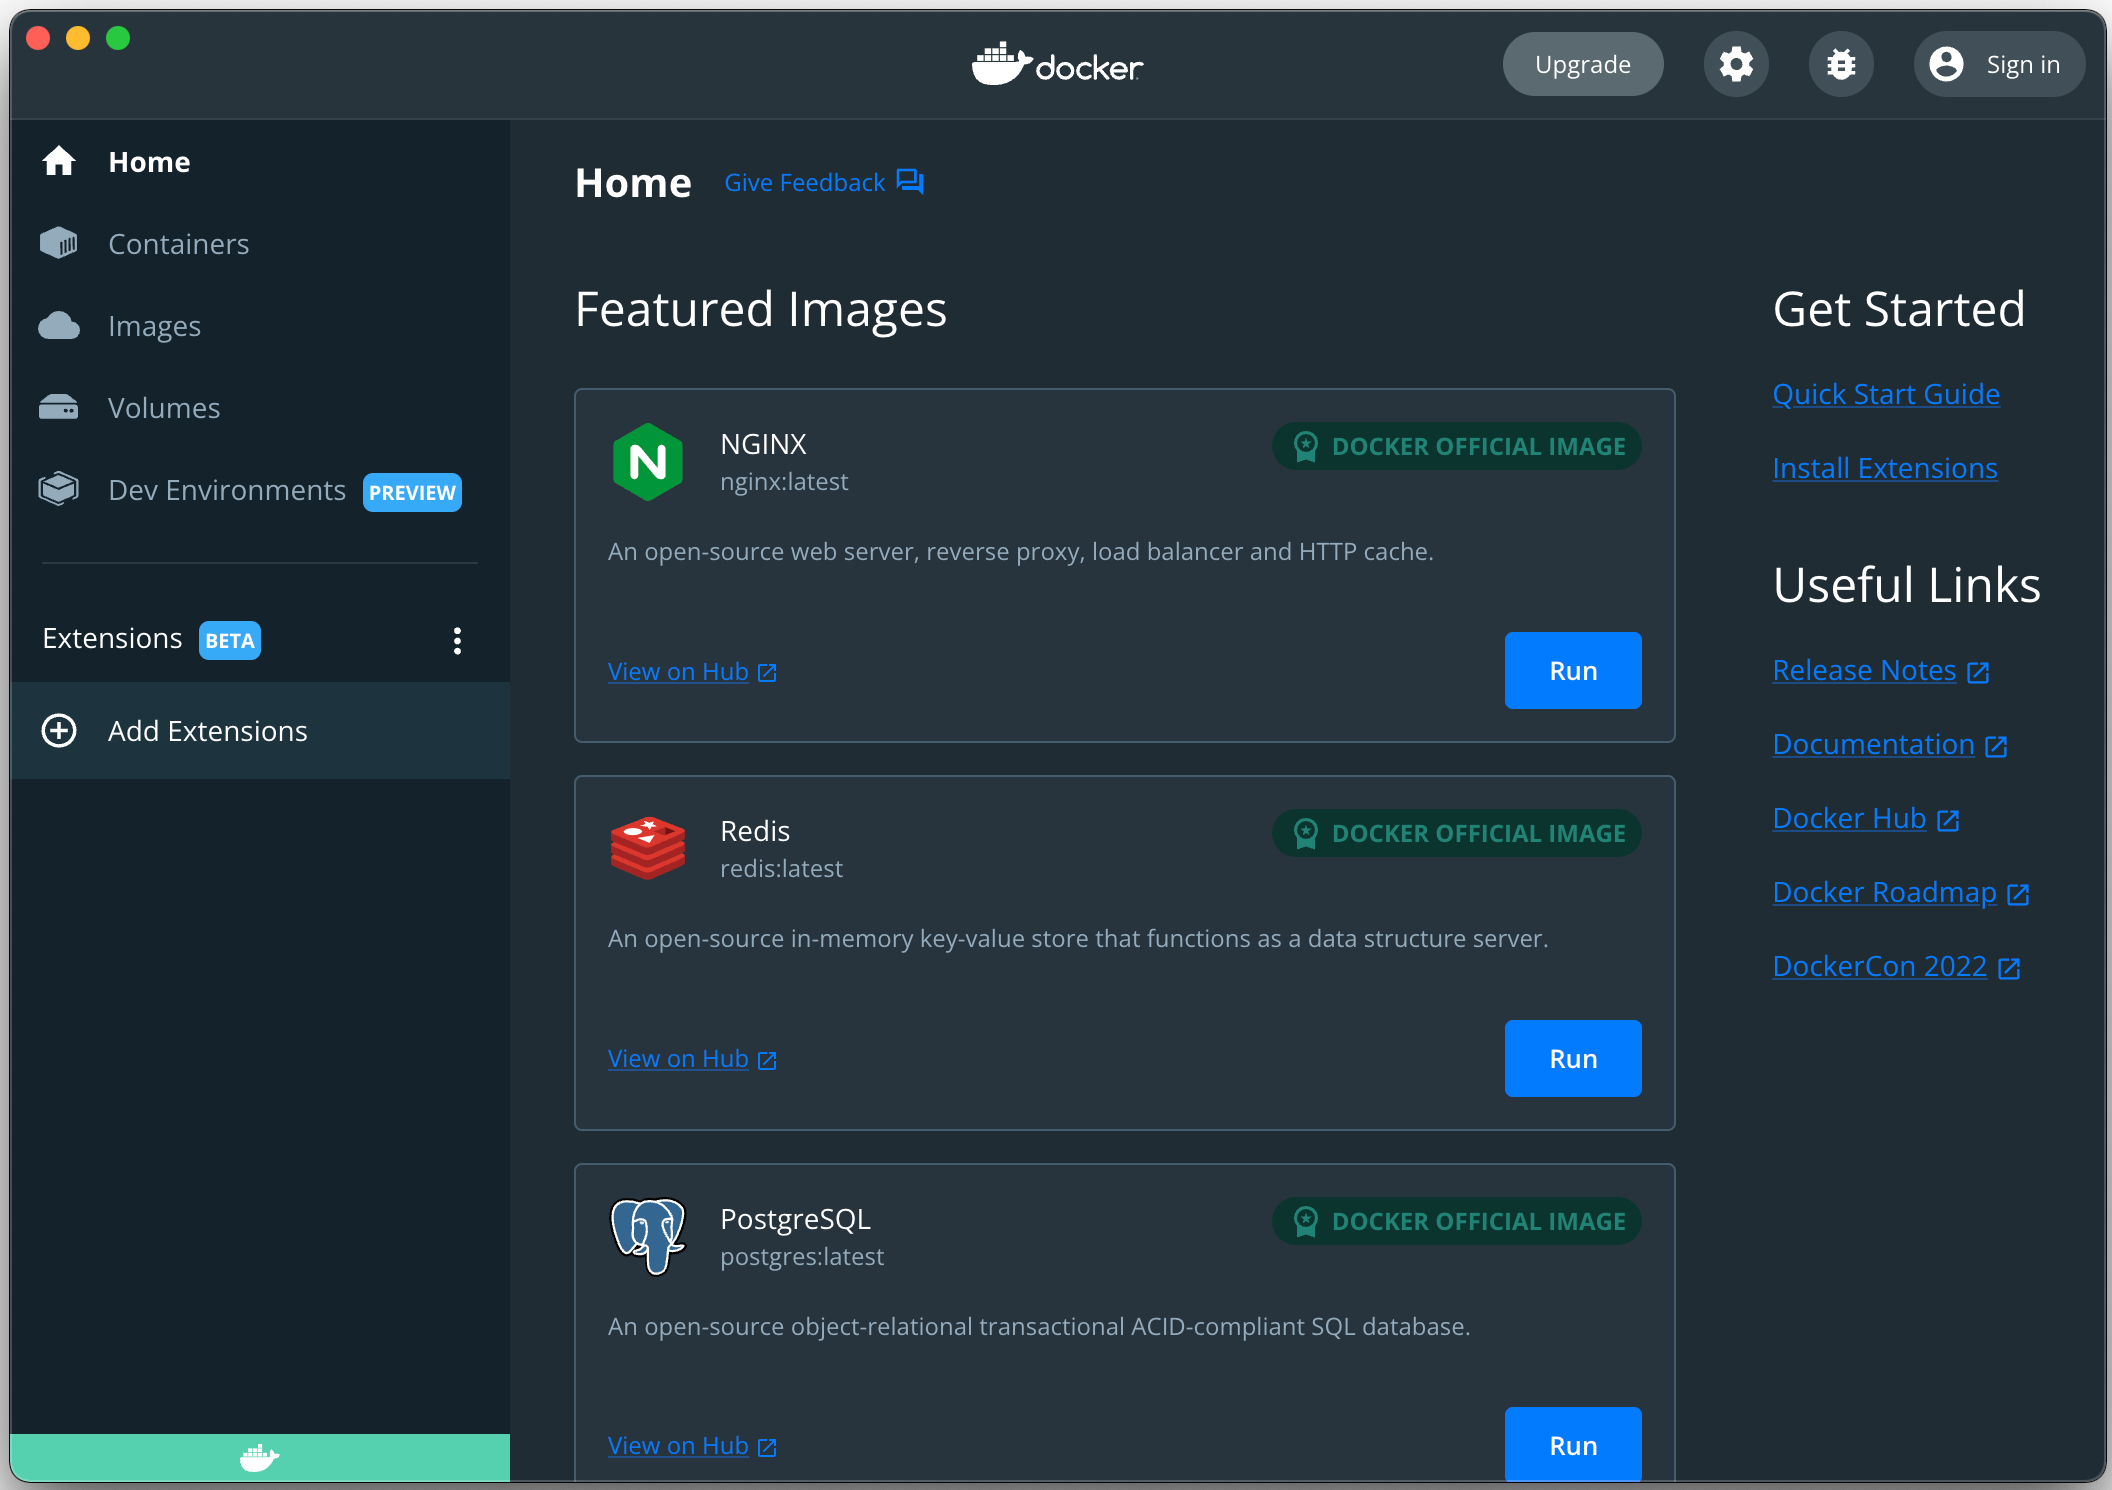 docker
Upgrade
Sign in
Home
Containers
Images
Volumes
Dev Environments PREVIEW
Extensions BETA
Add Extensions
Home Give Feedback
Featured Images
NGINX
nginx:latest
DOCKER OFFICIAL IMAGE
An open-source web server, reverse proxy, load balancer and HTTP cache.
View on Hub
Run
Redis
redis:latest
DOCKER OFFICIAL IMAGE
An open-source in-memory key-value store that functions as a data structure server.
View on Hub
Run
PostgreSQL
postgres:latest
DOCKER OFFICIAL IMAGE
An open-source object-relational transactional ACID-compliant SQL database.
View on Hub
Run
Get Started
Quick Start Guide
Install Extensions
Useful Links
Release Notes
Documentation
Docker Hub
Docker Roadmap
DockerCon 2022